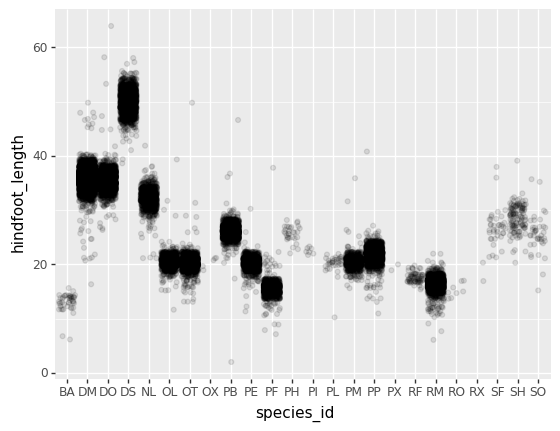 hindfoot_length
60
40
20
0
BA DM DO DS NL OL OT OX PB PE PF PH PI PL PM PP PX RF RM RO RX SF SH SO
species_id